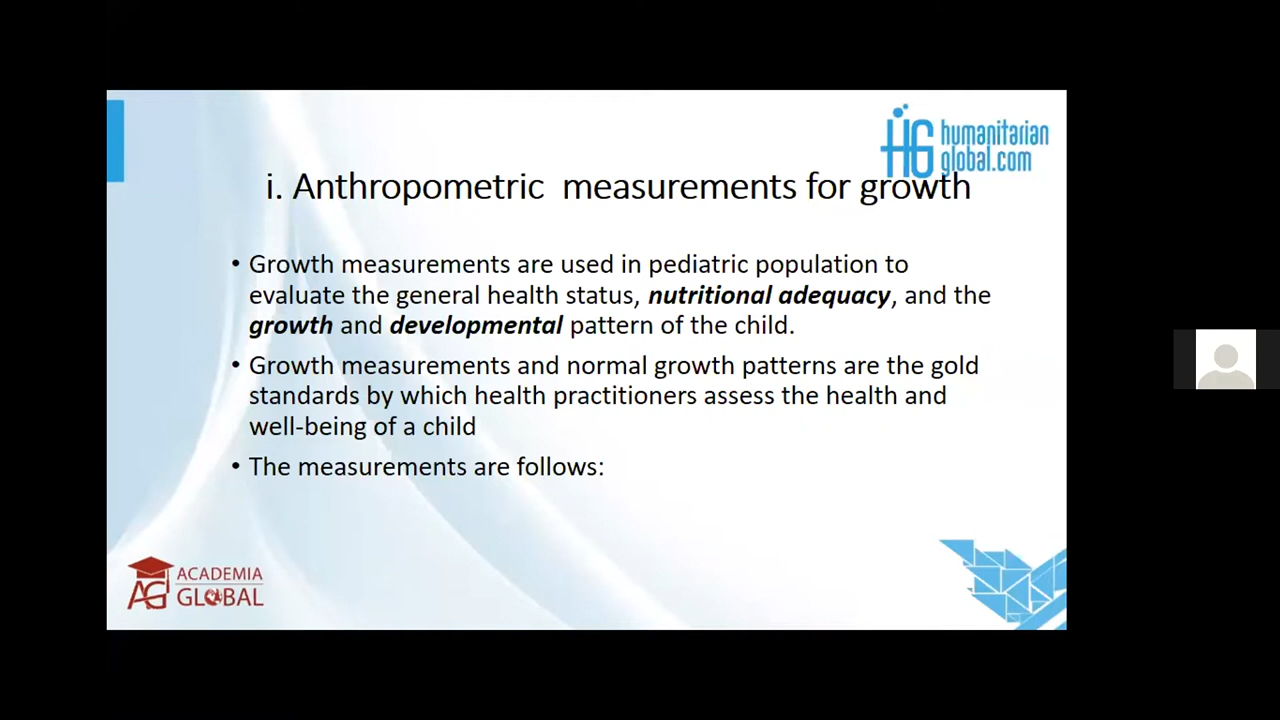 humanitarian
global.com
i. Anthropometric  measurements for growth
• Growth measurements are used in pediatric population to
evaluate the general health status, nutritional adequacy, and the
growth and developmental pattern of the child.
• Growth measurements and normal growth patterns are the gold
standards by which health practitioners assess the health and
well-being of a child
• The measurements are follows:
HG
AG
ACADEMIA
GLOBAL